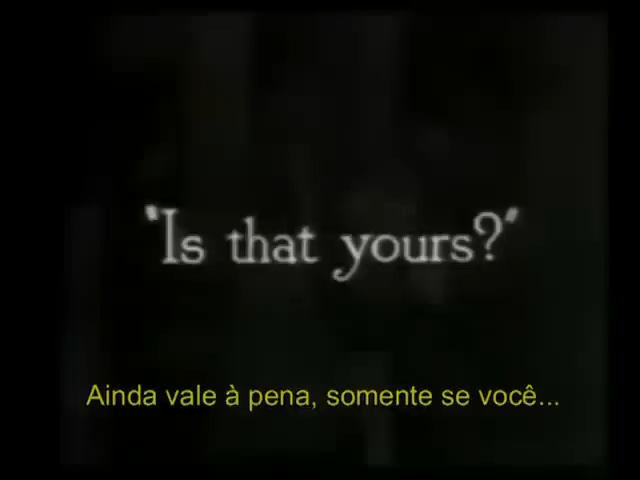 "Is that yours?"
Ainda vale à pena, somente se você...